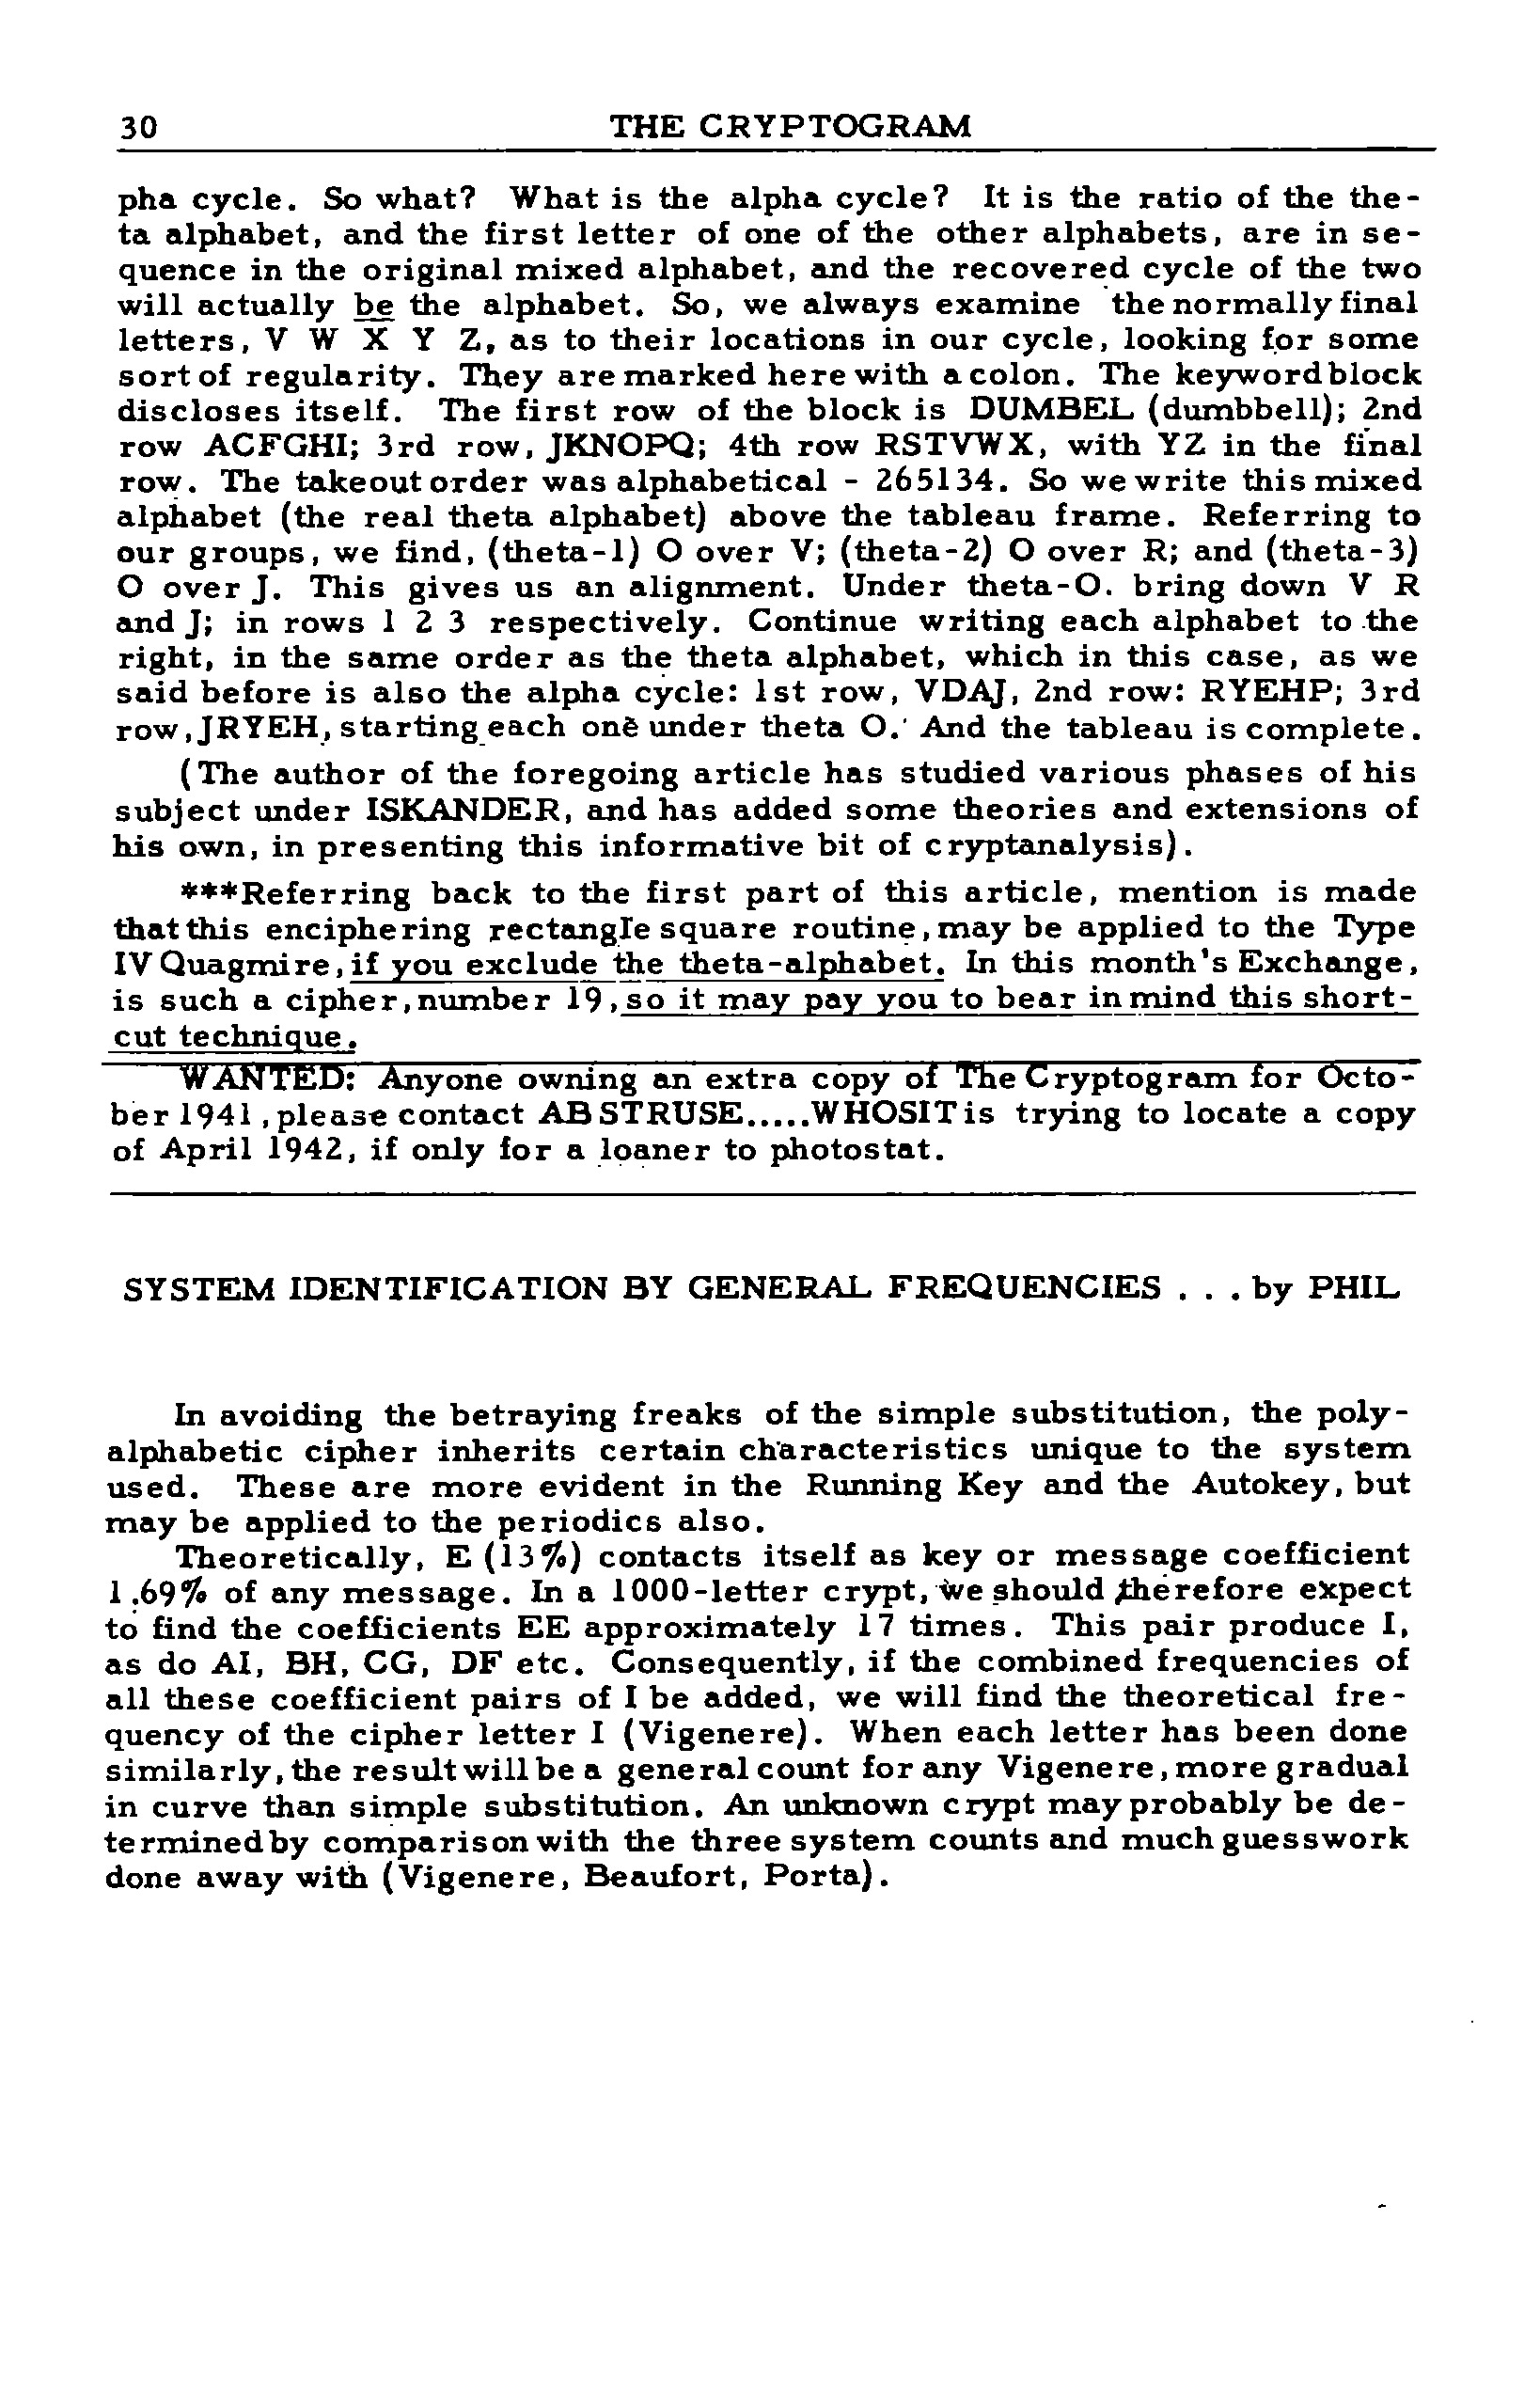 30 THE CRYPTOGRAM
pha cycle. So what? What is the alpha cycle? It is the ratio of the the-
ta alphabet, and the first letter of one of the other alphabets, are in se-
quence in the original mixed alphabet, and the recovered cycle of the two
will actually be the alphabet. So, we always examine the normally final
letters, V W X Y Z, as to their locations in our cycle, looking for some
sort of regularity. They are marked here with a colon. The keyword block
discloses itself. The first row of the block is DUMBEL (dumbbell); 2nd
row ACFGHI; 3rd row, JKNOPQ; 4th row RSTVWX, with YZ in the final
row. The takeout order was alphabetical - 265134. So we write this mixed
alphabet (the real theta alphabet) above the tableau frame. Referring to
our groups, we find, (theta-1) O over V; (theta-2) O over R; and (theta-3)
O over J. This gives us an alignment. Under theta-O. bring down V R
and J; in rows 1 2 3 respectively. Continue writing each alphabet to the
right, in the same order as the theta alphabet, which in this case, as we
said before is also the alpha cycle: 1st row, VDAJ, 2nd row: RYEHP; 3rd
row, JRYEH, starting each one under theta O. And the tableau is complete.
(The author of the foregoing article has studied various phases of his
subject under ISKANDER, and has added some theories and extensions of
his own, in presenting this informative bit of cryptanalysis).
***Referring back to the first part of this article, mention is made
that this enciphering rectangle square routine, may be applied to the Type
IV Quagmire, if you exclude the theta-alphabet. In this month's Exchange,
is such a cipher, number 19, so it may pay you to bear in mind this short-
cut technique.
WANTED: Anyone owning an extra copy of The Cryptogram for Octo-
ber 1941, please contact ABSTRUSE.....WHOSIT is trying to locate a copy
of April 1942, if only for a loaner to photostat.
SYSTEM IDENTIFICATION BY GENERAL FREQUENCIES . . . by PHIL
In avoiding the betraying freaks of the simple substitution, the poly-
alphabetic cipher inherits certain characteristics unique to the system
used. These are more evident in the Running Key and the Autokey, but
may be applied to the periodics also.
Theoretically, E (13%) contacts itself as key or message coefficient
1.69% of any message. In a 1000-letter crypt, we should therefore expect
to find the coefficients EE approximately 17 times. This pair produce I,
as do AI, BH, CG, DF etc. Consequently, if the combined frequencies of
all these coefficient pairs of I be added, we will find the theoretical fre-
quency of the cipher letter I (Vigenere). When each letter has been done
similarly, the result will be a general count for any Vigenere, more gradual
in curve than simple substitution. An unknown crypt may probably be de-
termined by comparison with the three system counts and much guesswork
done away with (Vigenere, Beaufort, Porta).